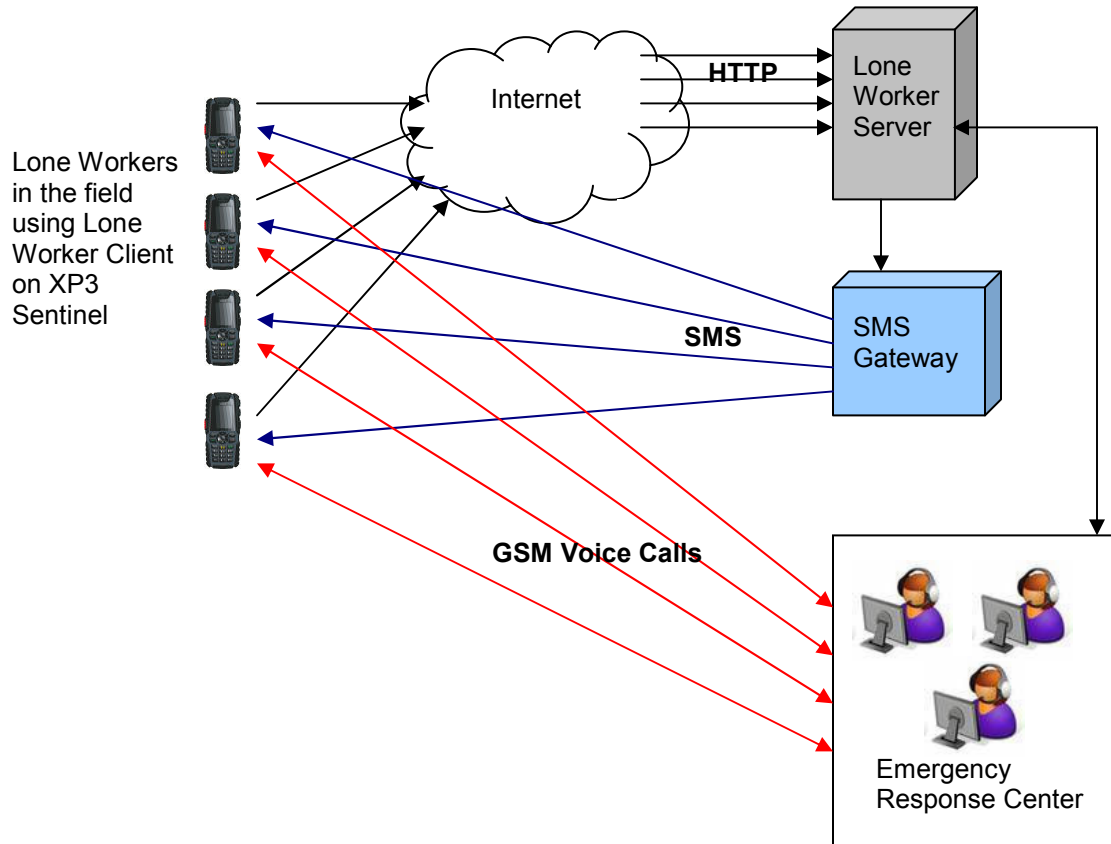 HTTP
Internet
Lone
Worker
Server
Lone Workers
in the field
using Lone
Worker Client
on XP3
Sentinel
SMS
SMS
Gateway
GSM Voice Calls
Emergency
Response Center